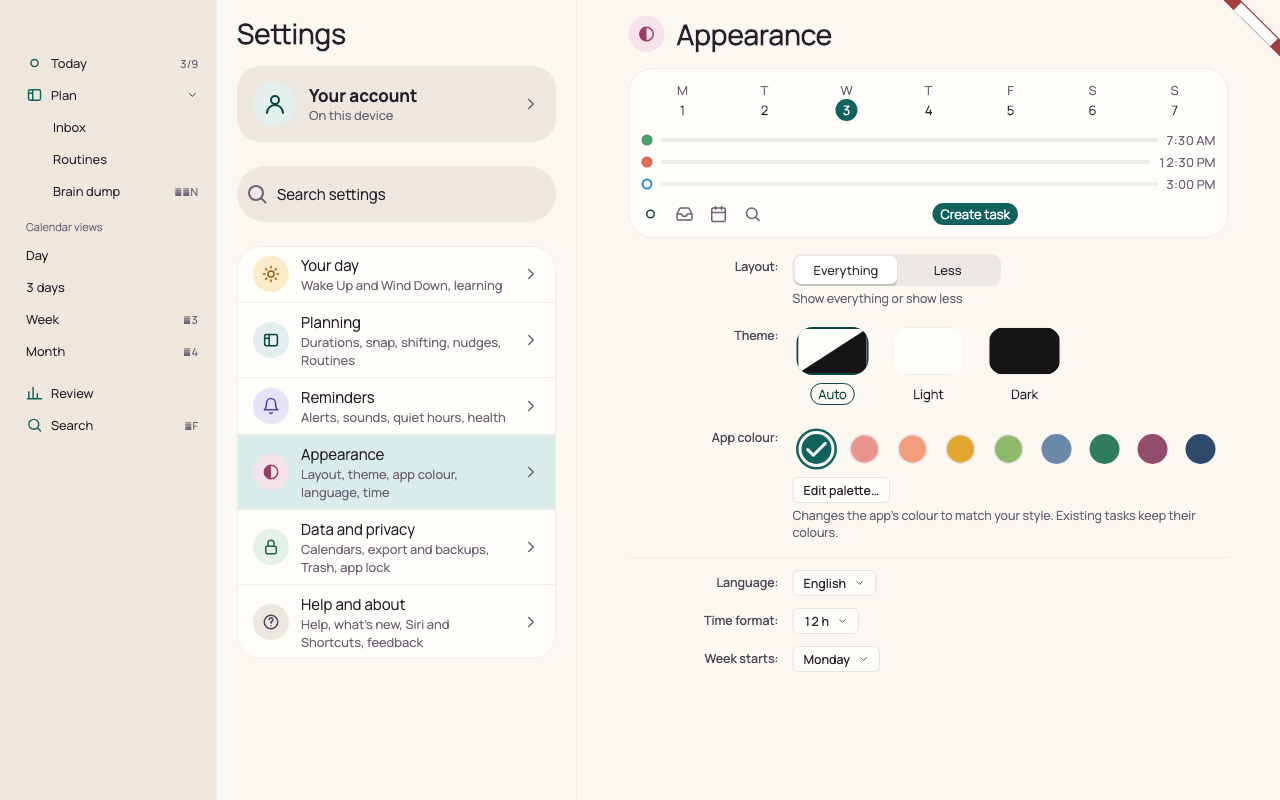 Settings
Appearance
Today 3/9
Plan
Inbox
Routines
Brain dump N
Calendar views
Day
3 days
Week 3
Month 4
Review
Search F
Your account
On this device
Search settings
Your day
Wake Up and Wind Down, learning
Planning
Durations, snap, shifting, nudges,
Routines
Reminders
Alerts, sounds, quiet hours, health
Appearance
Layout, theme, app colour,
language, time
Data and privacy
Calendars, export and backups,
Trash, app lock
Help and about
Help, what's new, Siri and
Shortcuts, feedback
M T W T F S S
1 2 3 4 5 6 7
7:30 AM
12:30 PM
3:00 PM
Create task
Layout: Everything Less
Show everything or show less
Theme:
Auto Light Dark
App colour:
Edit palette...
Changes the app's colour to match your style. Existing tasks keep their
colours.
Language: English
Time format: 12 h
Week starts: Monday